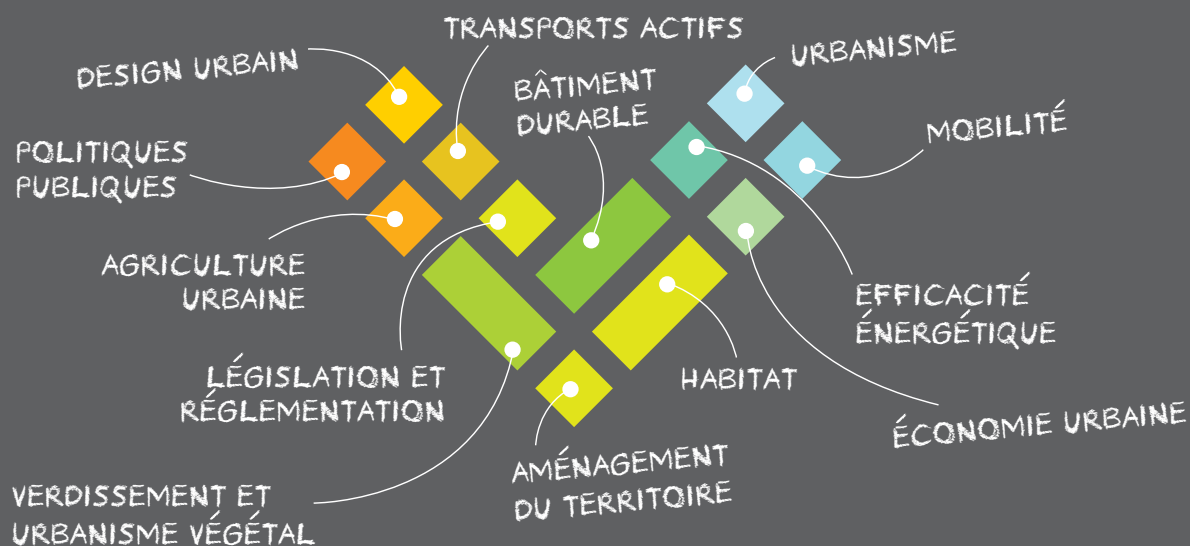 TRANSPORTS ACTIFS
DESIGN URBAIN
URBANISME
BÂTIMENT
DURABLE
MOBILITÉ
POLITIQUES
PUBLIQUES
AGRICULTURE
URBAINE
EFFICACITÉ
ÉNERGÉTIQUE
LÉGISLATION ET
RÉGLEMENTATION
HABITAT
ÉCONOMIE URBAINE
AMÉNAGEMENT
DU TERRITOIRE
VERDISSEMENT ET
URBANISME VÉGÉTAL